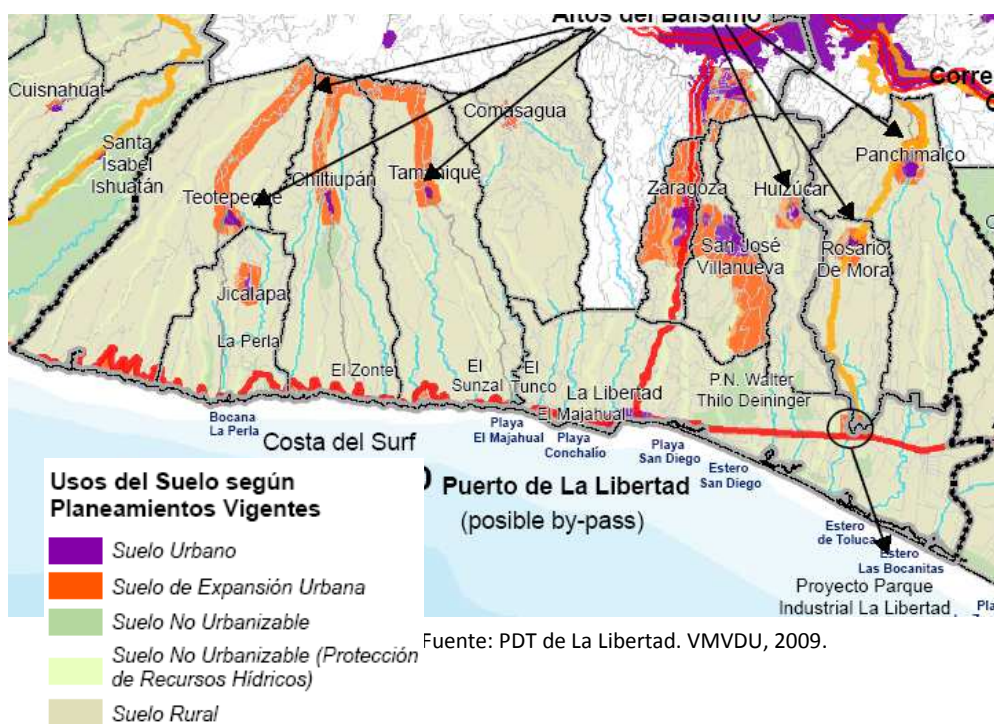 Altos del Bálsamo
Corre
Cuisnahuat
Comasagua
Santa
Isabel
Ishuatán
Panchimalco
Teotepeque
Chiltiupán
Tamanique
Zaragoza
Huizúcar
San José
Villanueva
Rosario
De Mora
Jicalapa
La Perla
El Zonte
El
Sunzal
El
Tunco
La Libertad
El Majahual
P.N. Walter
Thilo Deininger
Bocana
La Perla
Costa del Surf
Playa
El Majahual
Playa
Conchalío
Playa
San Diego
Estero
San Diego
Puerto de La Libertad
(posible by-pass)
Estero
de Toluca
Estero
Las Bocanitas
Proyecto Parque
Industrial La Libertad
Usos del Suelo según
Planeamientos Vigentes
Suelo Urbano
Suelo de Expansión Urbana
Suelo No Urbanizable
Suelo No Urbanizable (Protección
de Recursos Hídricos)
Suelo Rural
Fuente: PDT de La Libertad. VMVDU, 2009.